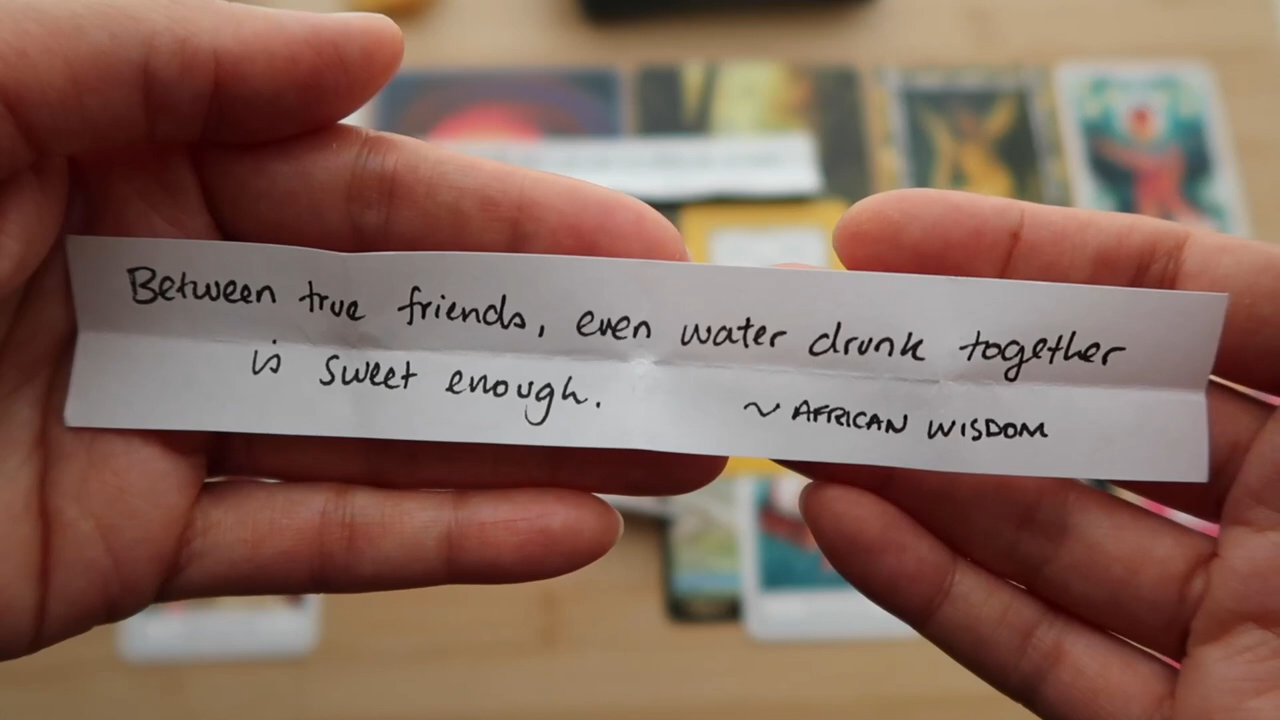 Between true friends, even water drunk together
is sweet enough.
~ AFRICAN WISDOM